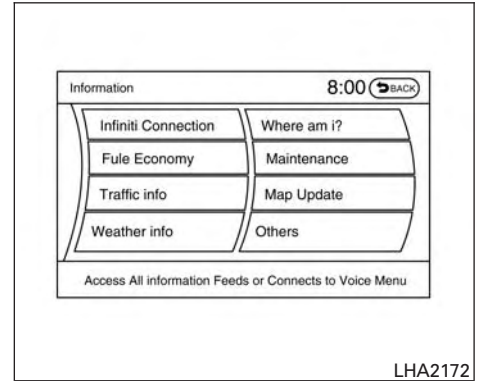 Information 8:00 BACK
Infiniti Connection Where am i?
Fule Economy Maintenance
Traffic info Map Update
Weather info Others
Access All information Feeds or Connects to Voice Menu
LHA2172